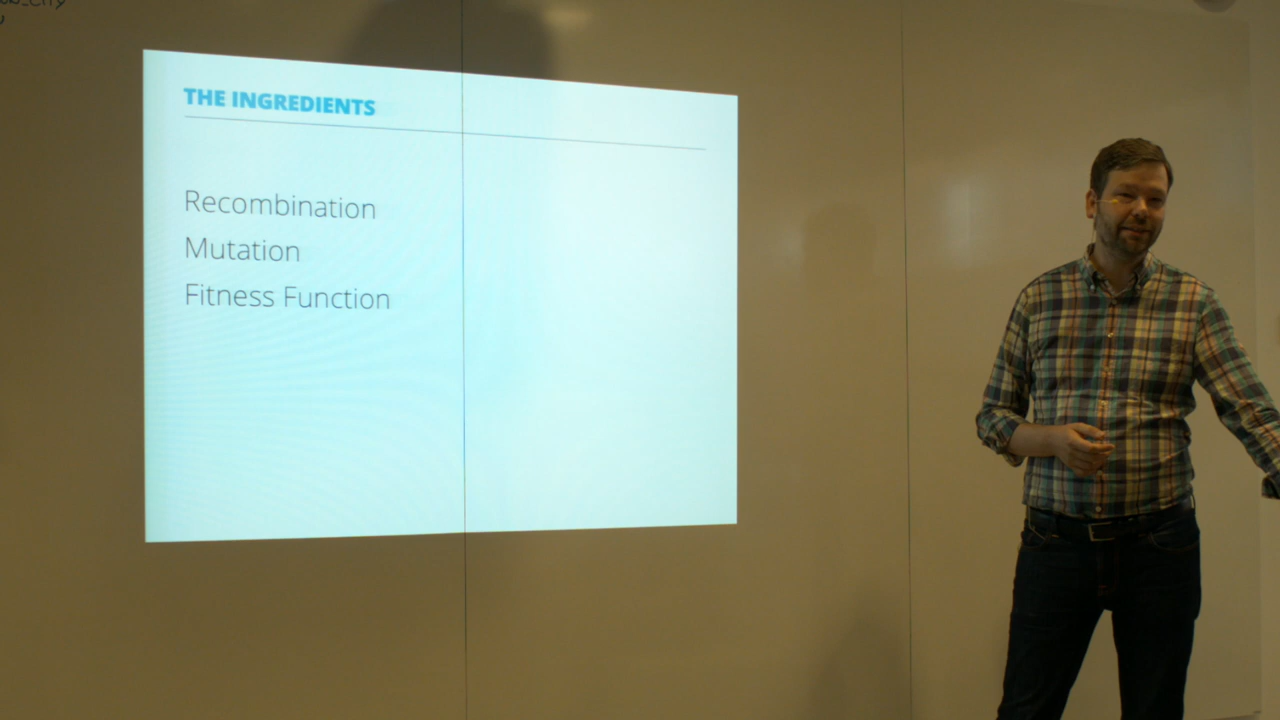 THE INGREDIENTS
Recombination
Mutation
Fitness Function